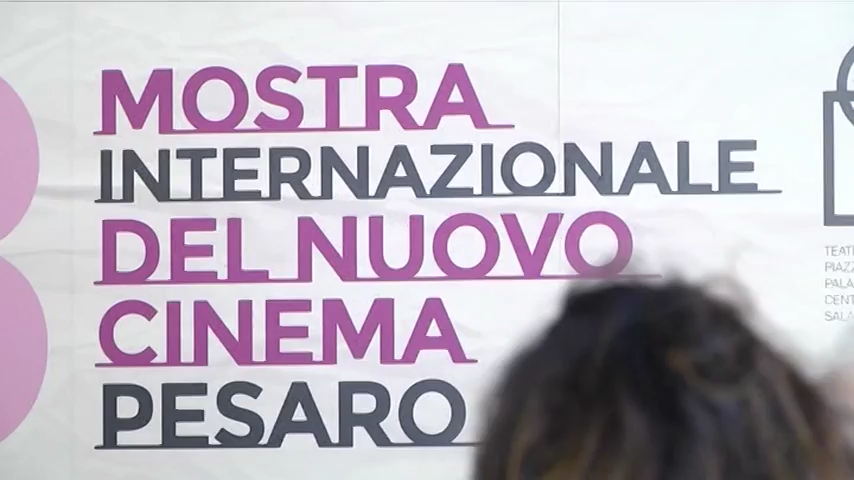 MOSTRA
INTERNAZIONALE
DEL NUOVO
CINEMA
PESARO